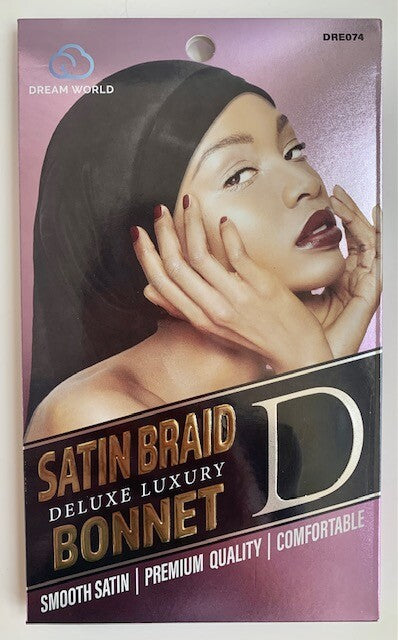 DRE074
DREAM WORLD
SATIN BRAID
DELUXE LUXURY
BONNET
D
SMOOTH SATIN | PREMIUM QUALITY | COMFORTABLE